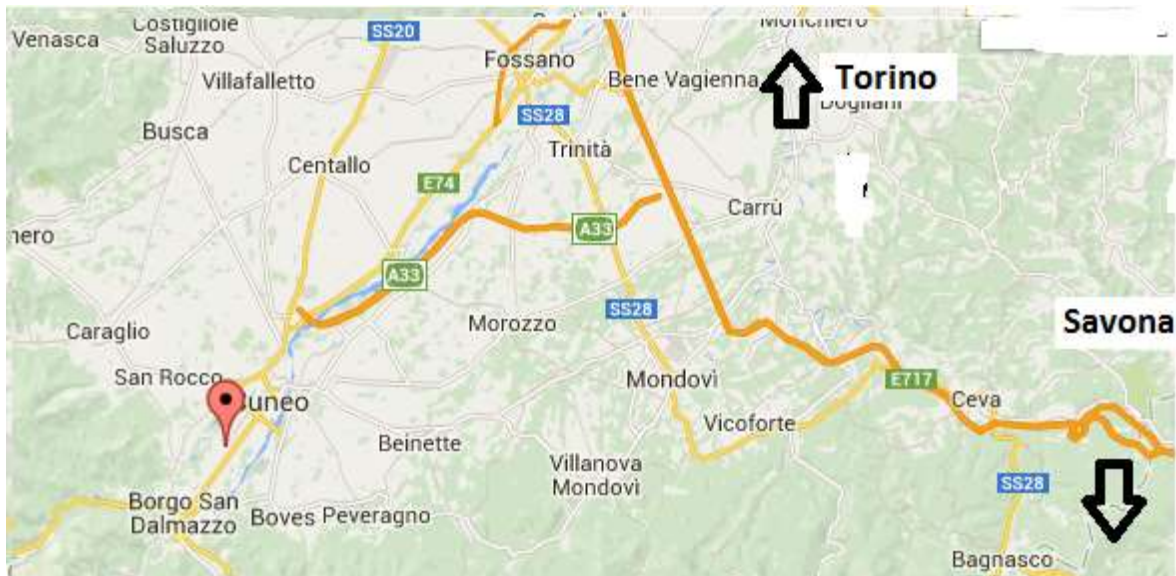 Costigliole
Saluzzo
Venasca
SS20
Monchiero
Fossano
Villafalletto
Bene Vagienna
Torino
Dogliani
SS28
Busca
Trinità
Centallo
E74
Carrù
A33
A33
SS28
Savona
Morozzo
Caraglio
San Rocco
Mondovì
E717
Ceva
Cuneo
Vicoforte
Beinette
Villanova
Mondovì
SS28
Borgo San
Dalmazzo
Boves
Peveragno
Bagnasco